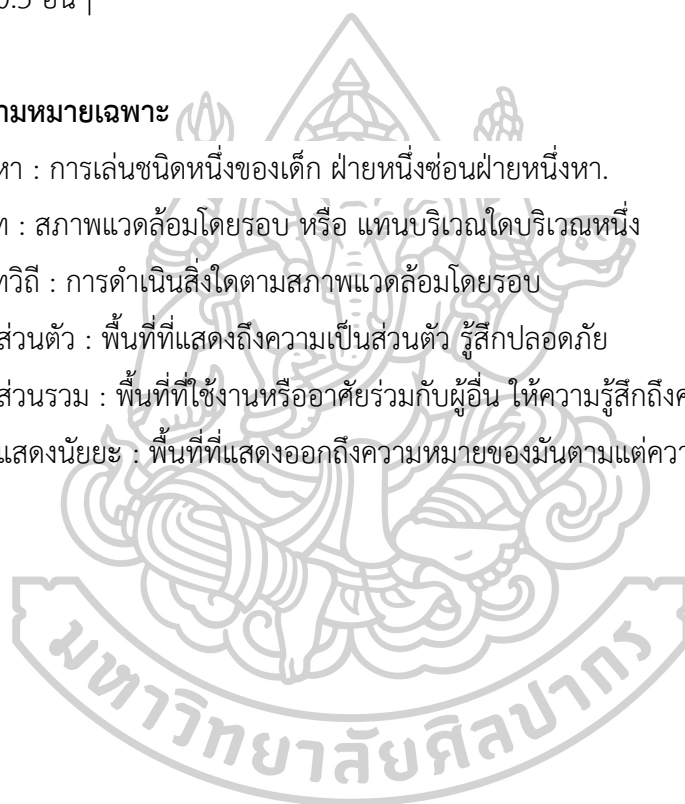 อื่น ๆ
ความหมายเฉพาะ
หา : การเล่นชนิดหนึ่งของเด็ก ฝ่ายหนึ่งซ่อนฝ่ายหนึ่งหา.
: สภาพแวดล้อมโดยรอบ หรือ แทนบริเวณใดบริเวณหนึ่ง
วิถี : การดำเนินสิ่งใดตามสภาพแวดล้อมโดยรอบ
ส่วนตัว : พื้นที่ที่แสดงถึงความเป็นส่วนตัว รู้สึกปลอดภัย
ส่วนรวม : พื้นที่ที่ใช้งานหรืออาศัยร่วมกับผู้อื่น ให้ความรู้สึกถึง
แสดงนัยยะ : พื้นที่ที่แสดงออกถึงความหมายของมันตามแต่
มหาวิทยาลัยศิลปากร